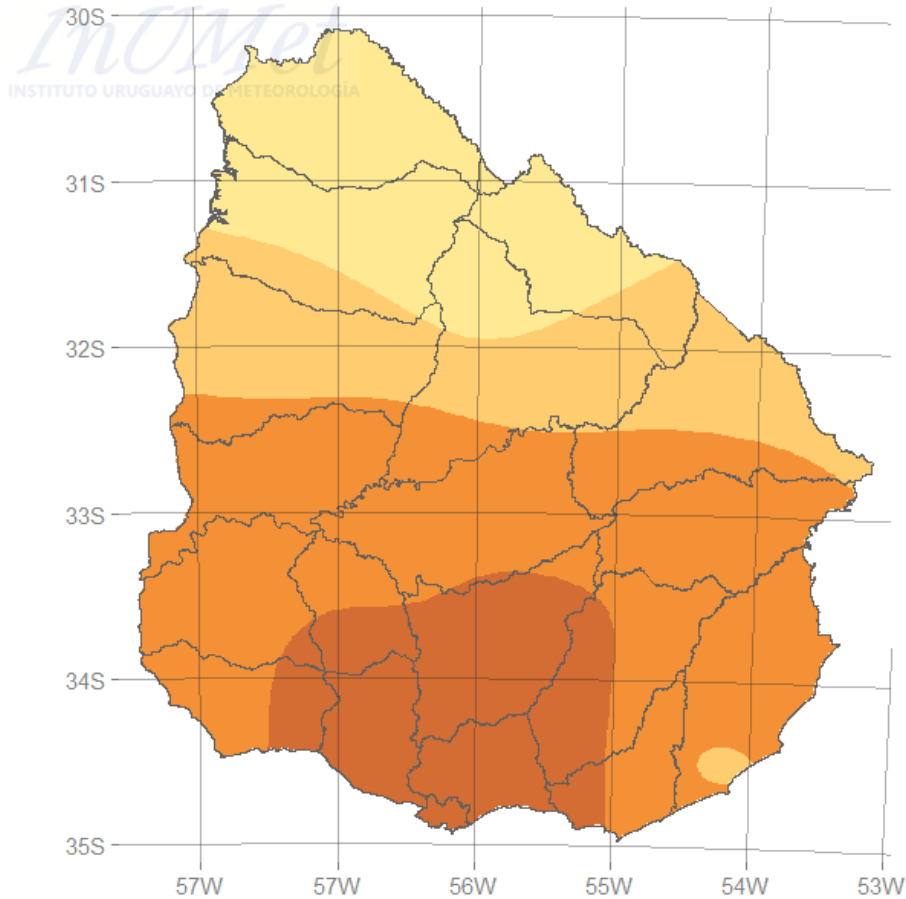 InUMet
INSTITUTO URUGUAYO DE METEOROLOGÍA
30S
31S
32S
33S
34S
35S
57W 57W 56W 55W 54W 53W